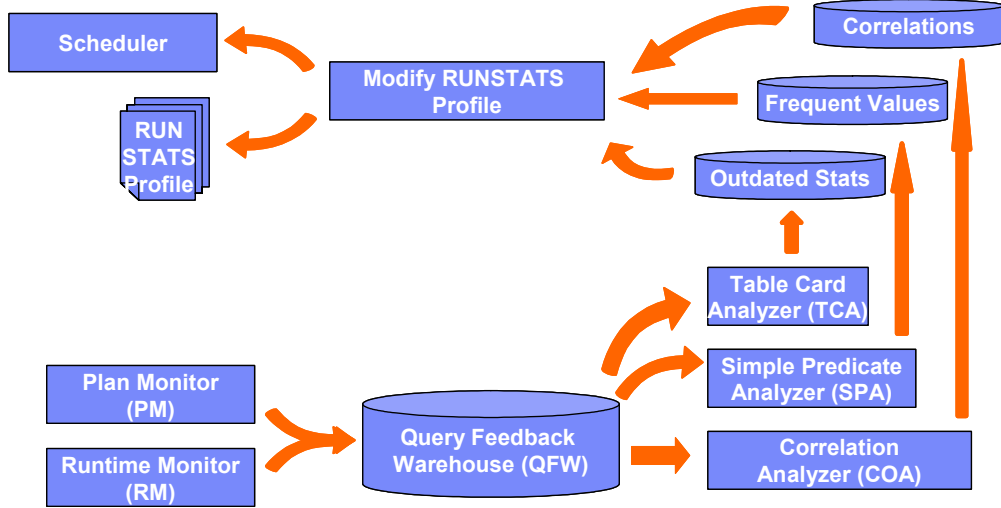 Scheduler
Correlations
Modify RUNSTATS
Profile
Frequent Values
RUN
STATS
Profile
Outdated Stats
Table Card
Analyzer (TCA)
Simple Predicate
Analyzer (SPA)
Plan Monitor
(PM)
Query Feedback
Warehouse (QFW)
Runtime Monitor
(RM)
Correlation
Analyzer (COA)